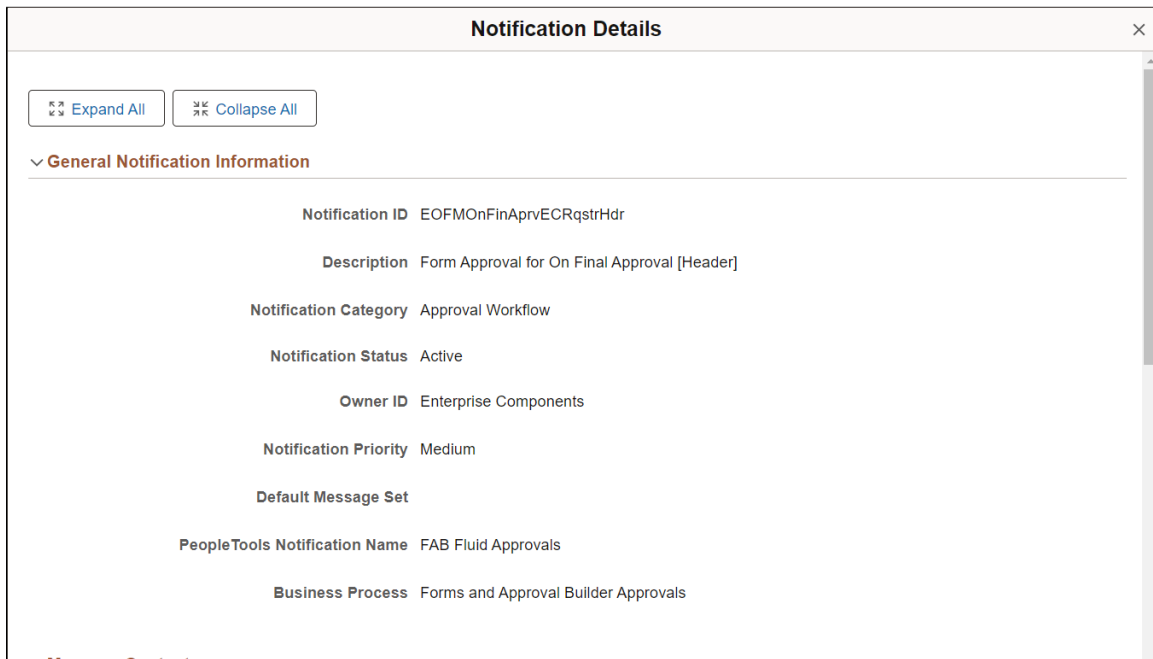 Notification Details
Expand All Collapse All
General Notification Information
Notification ID EOFMOnFinAprvECRqstrHdr
Description Form Approval for On Final Approval [Header]
Notification Category Approval Workflow
Notification Status Active
Owner ID Enterprise Components
Notification Priority Medium
Default Message Set
PeopleTools Notification Name FAB Fluid Approvals
Business Process Forms and Approval Builder Approvals